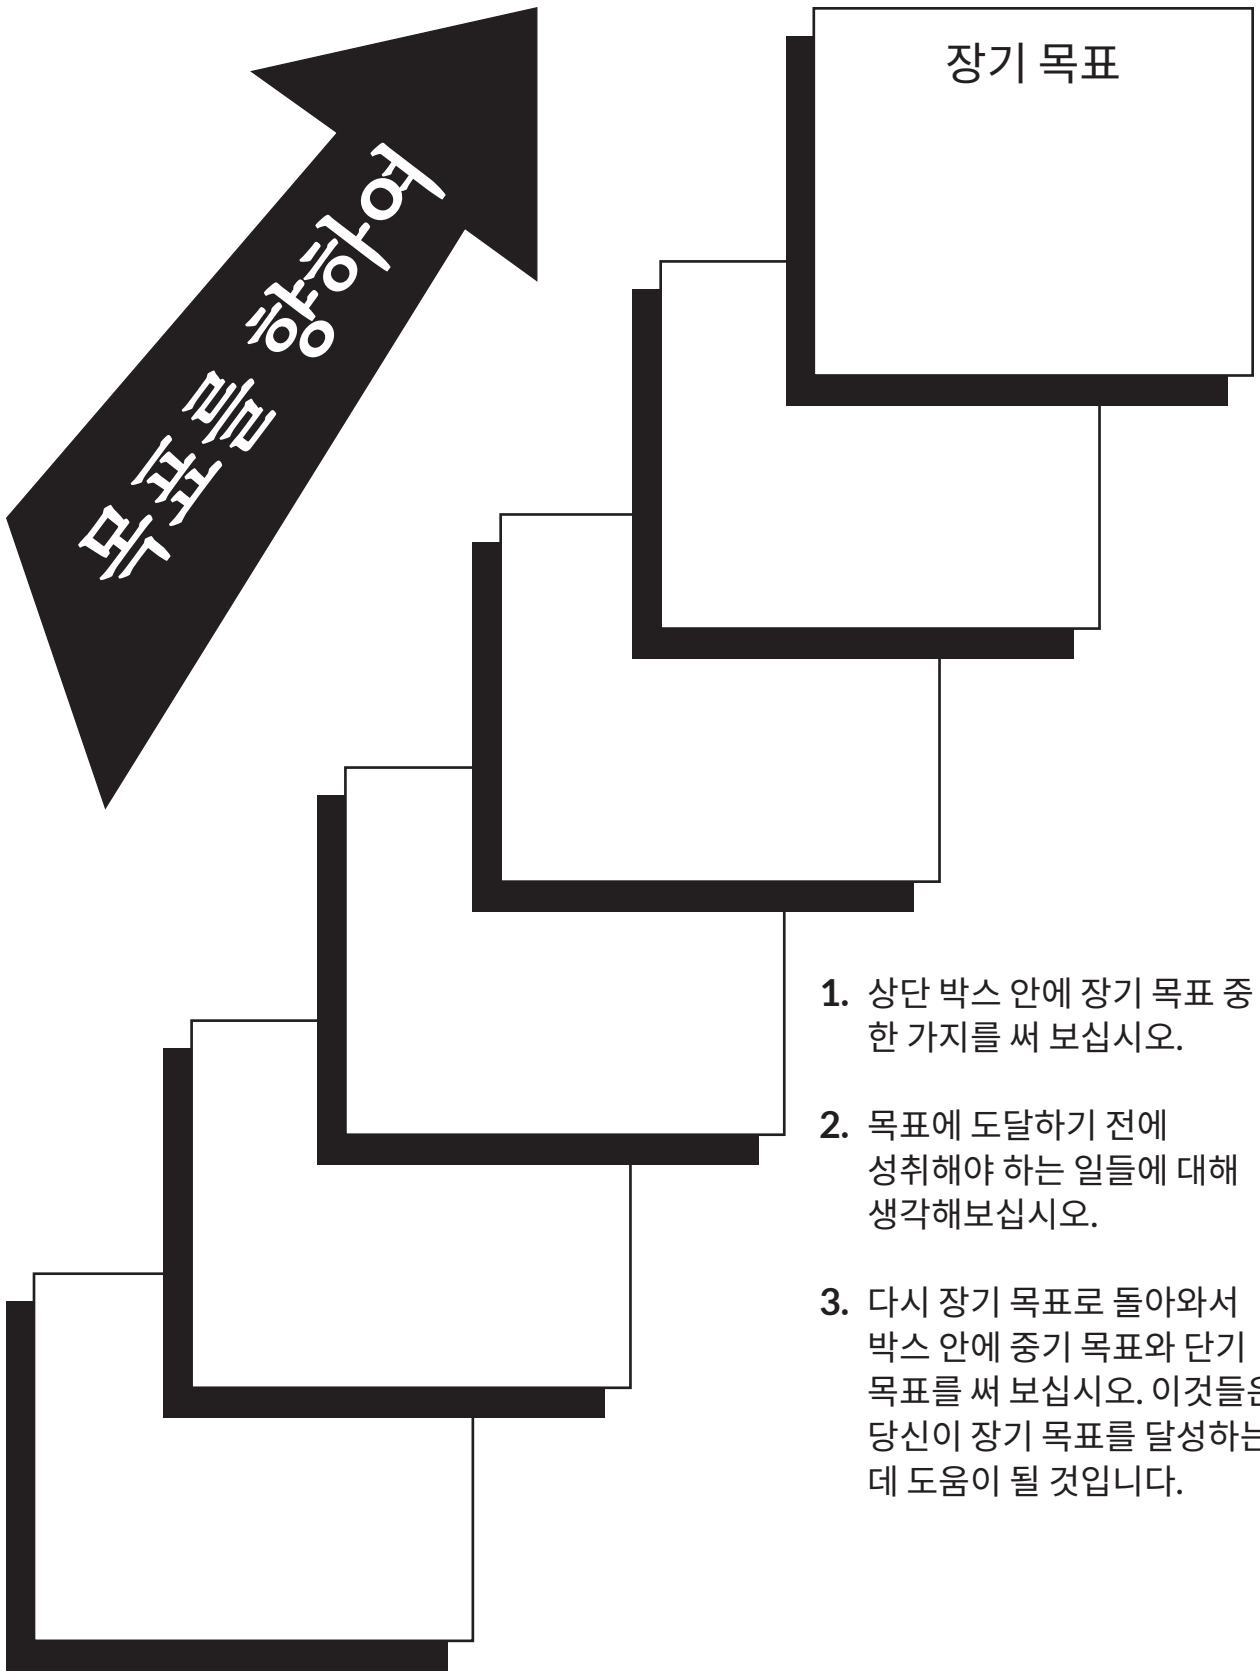 장기 목표
목표를 향하여
1. 상단 박스 안에 장기 목표 중
한 가지를 써 보십시오.
2. 목표에 도달하기 전에
성취해야 하는 일들에 대해
생각해보십시오.
3. 다시 장기 목표로 돌아와서
박스 안에 중기 목표와 단기
목표를 써 보십시오. 이것들은
당신이 장기 목표를 달성하는
데 도움이 될 것입니다.